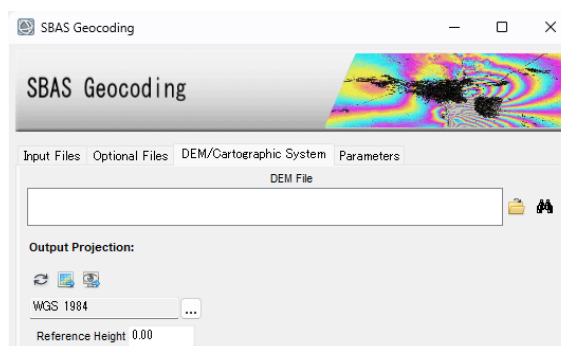 SBAS Geocoding
SBAS Geocoding
Input Files Optional Files DEM/Cartographic System Parameters
DEM File
Output Projection:
WGS 1984
...
Reference Height 0.00